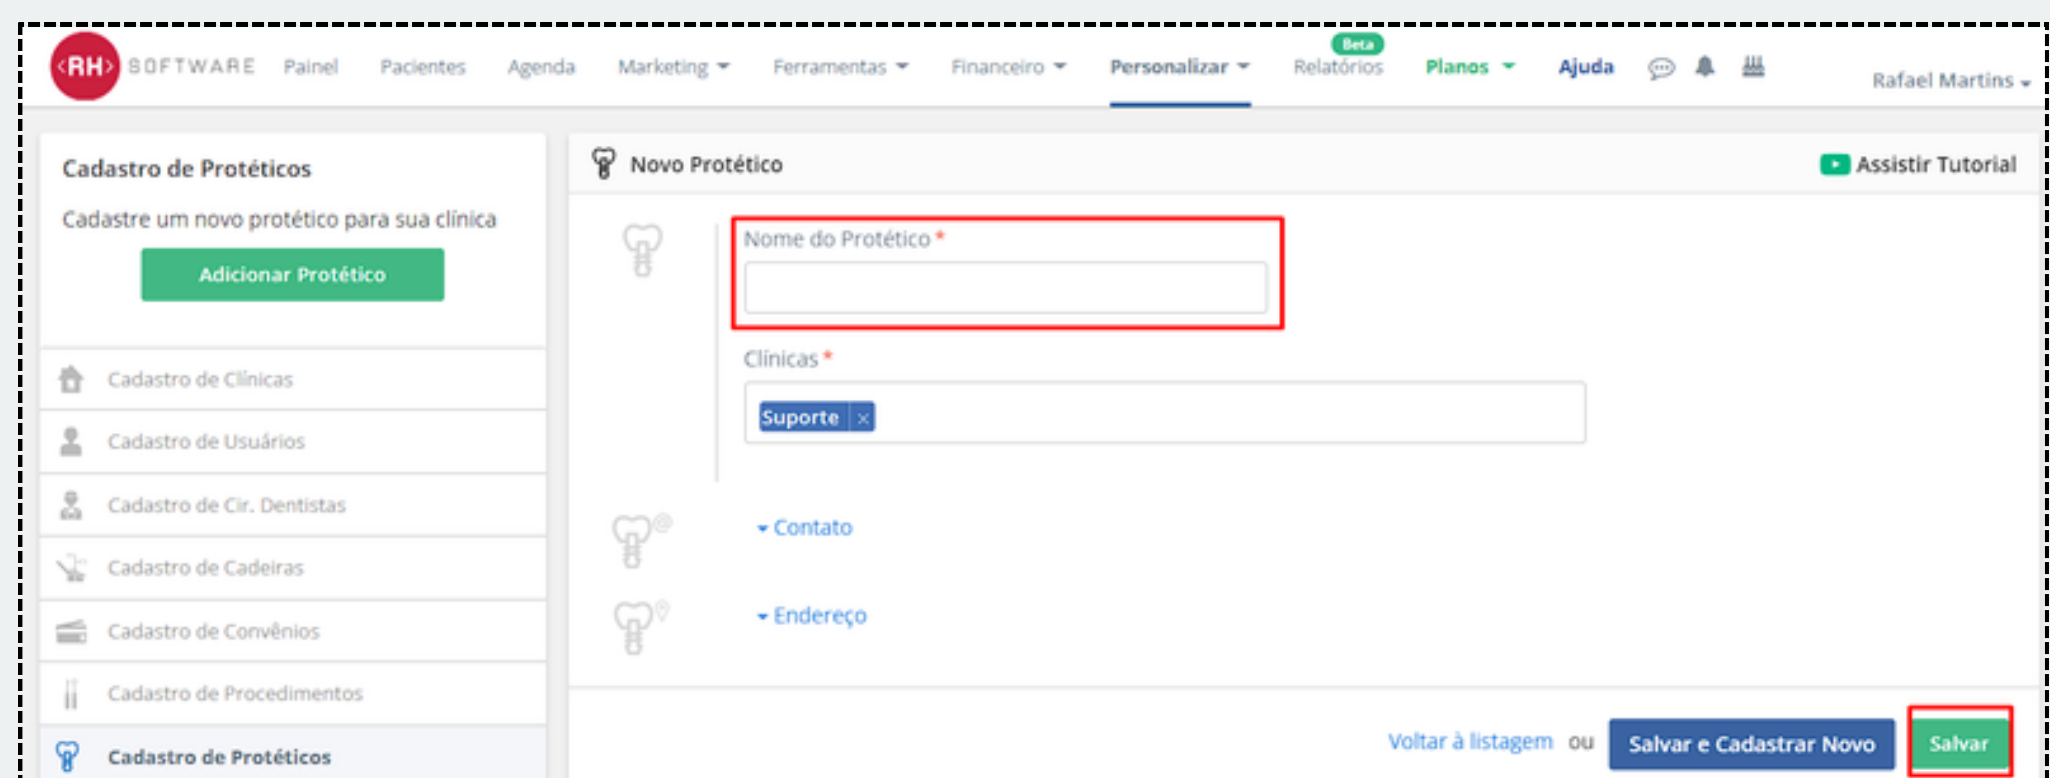 <RH> SOFTWARE Painel Pacientes Agenda Marketing Ferramentas Financeiro Personalizar Beta Relatórios Planos Ajuda Rafael Martins
Cadastro de Protéticos
Cadastre um novo protético para sua clínica
Adicionar Protético
Cadastro de Clínicas
Cadastro de Usuários
Cadastro de Cir. Dentistas
Cadastro de Cadeiras
Cadastro de Convênios
Cadastro de Procedimentos
Cadastro de Protéticos
Novo Protético Assistir Tutorial
Nome do Protético *
Clínicas *
Suporte ×
Contato
Endereço
Voltar à listagem ou Salvar e Cadastrar Novo Salvar